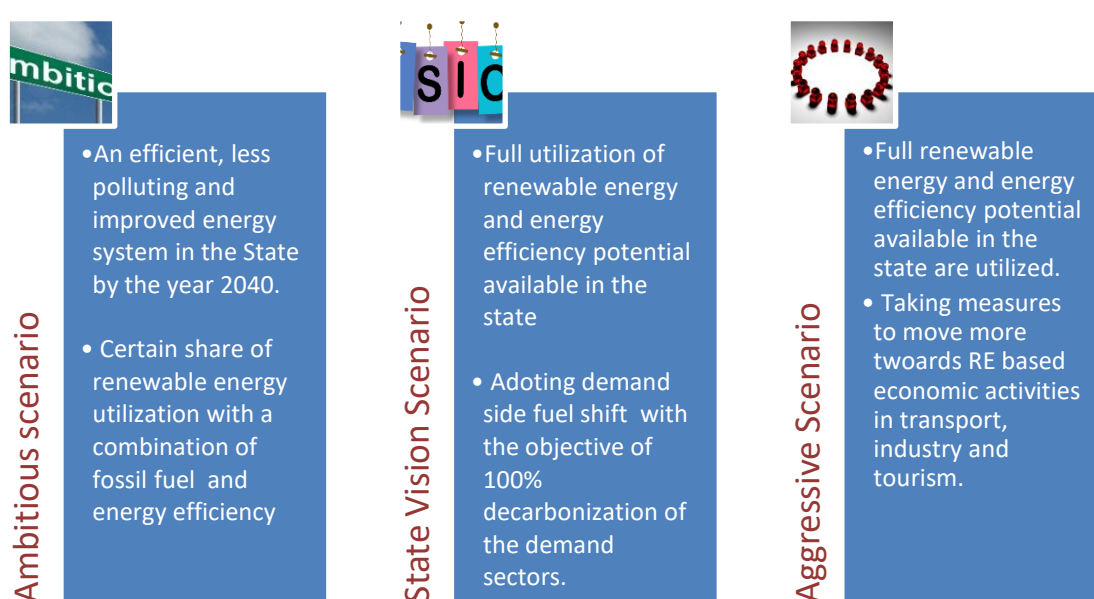 mbitic
Ambitious scenario
•An efficient, less
polluting and
improved energy
system in the State
by the year 2040.
• Certain share of
renewable energy
utilization with a
combination of
fossil fuel and
energy efficiency
SIC
State Vision Scenario
•Full utilization of
renewable energy
and energy
efficiency potential
available in the
state
• Adoting demand
side fuel shift with
the objective of
100%
decarbonization of
the demand
sectors.
Aggressive Scenario
•Full renewable
energy and energy
efficiency potential
available in the
state are utilized.
• Taking measures
to move more
twoards RE based
economic activities
in transport,
industry and
tourism.